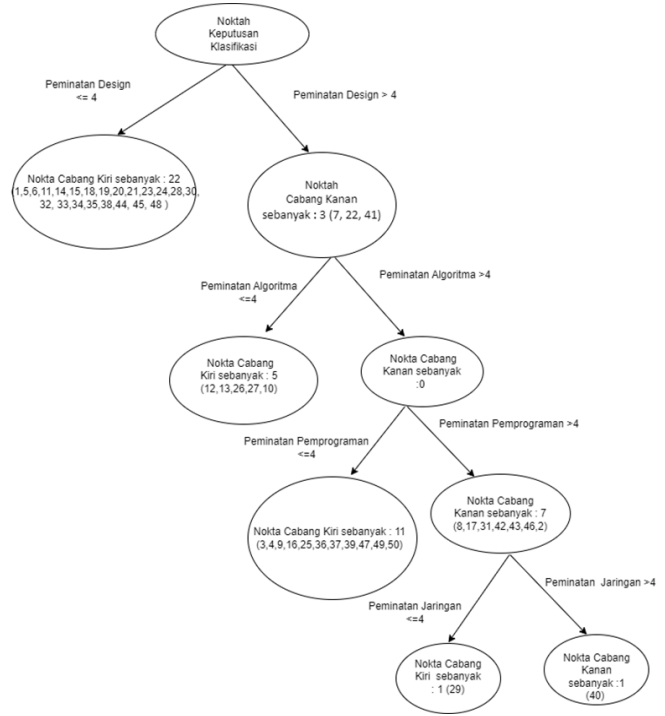 Noktah
Keputusan
Klasifikasi
Peminatan Design
<= 4
Peminatan Design > 4
Nokta Cabang Kiri sebanyak : 22
(1,5,6,11,14,15,18,19,20,21,23,24,28,30,
32, 33,34,35,38,44, 45, 48 )
Noktah
Cabang Kanan
sebanyak : 3 (7, 22, 41)
Peminatan Algoritma
<=4
Peminatan Algoritma >4
Nokta Cabang
Kiri sebanyak : 5
(12,13,26,27,10)
Nokta Cabang
Kanan sebanyak
:0
Peminatan Pemprograman
<=4
Peminatan Pemprograman >4
Nokta Cabang Kiri sebanyak : 11
(3,4,9,16,25,36,37,39,47,49,50)
Nokta Cabang
Kanan sebanyak : 7
(8,17,31,42,43,46,2)
Peminatan Jaringan
<=4
Peminatan  Jaringan >4
Nokta Cabang
Kiri  sebanyak
: 1 (29)
Nokta Cabang
Kanan
sebanyak :1
(40)